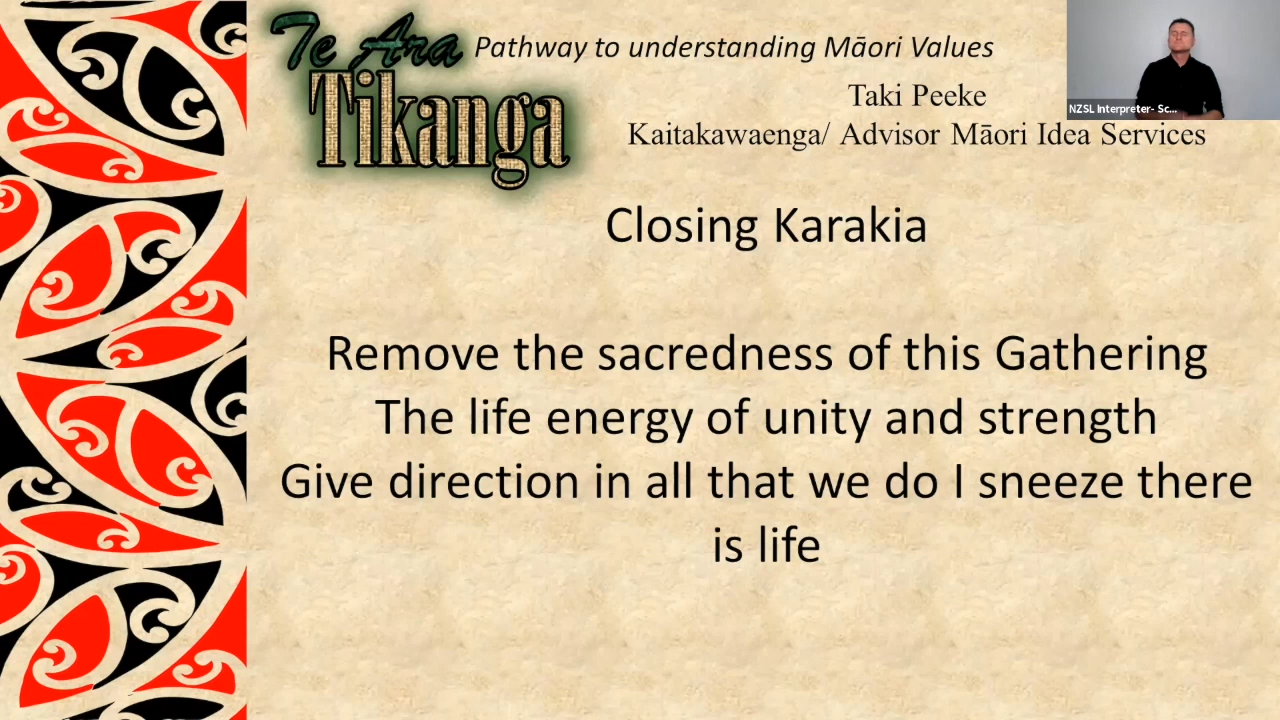 Te Ara
Tikanga
Pathway to understanding Māori Values
Taki Peeke
Kaitakawaenga/ Advisor Māori Idea Services
NZSL Interpreter- Sc...
Closing Karakia
Remove the sacredness of this Gathering
The life energy of unity and strength
Give direction in all that we do I sneeze there
is life